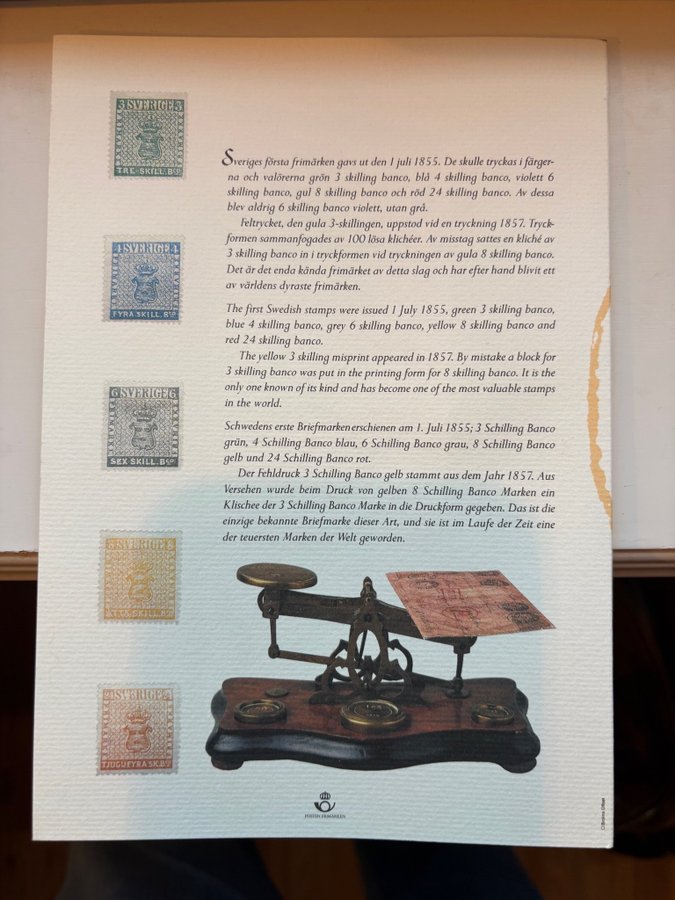 3 SVERIGE 3
TRE SKILL. Bco
4 SVERIGE 4
FYRA SKILL. Bco
6 SVERIGE 6
SEX SKILL. Bco
8 SVERIGE 8
SKILL. Bco
SVERIGE
TJUGUFYRA SK. Bco
Sveriges första frimärken gavs ut den 1 juli 1855. De skulle tryckas i färger-
na och valörerna grön 3 skilling banco, blå 4 skilling banco, violett 6
skilling banco, gul 8 skilling banco och röd 24 skilling banco. Av dessa
blev aldrig 6 skilling banco violett, utan grå.
Feltrycket, den gula 3-skillingen, uppstod vid en tryckning 1857. Tryck-
formen sammanfogades av 100 lösa klichéer. Av misstag sattes en kliché av
3 skilling banco in i tryckformen vid tryckningen av gula 8 skilling banco.
Det är det enda kända frimärket av detta slag och har efter hand blivit ett
av världens dyraste frimärken.
The first Swedish stamps were issued 1 July 1855, green 3 skilling banco,
blue 4 skilling banco, grey 6 skilling banco, yellow 8 skilling banco and
red 24 skilling banco.
The yellow 3 skilling misprint appeared in 1857. By mistake a block for
3 skilling banco was put in the printing form for 8 skilling banco. It is the
only one known of its kind and has become one of the most valuable stamps
in the world.
Schwedens erste Briefmarken erschienen am 1. Juli 1855; 3 Schilling Banco
grün, 4 Schilling Banco blau, 6 Schilling Banco grau, 8 Schilling Banco
gelb und 24 Schilling Banco rot.
Der Fehldruck 3 Schilling Banco gelb stammt aus dem Jahr 1857. Aus
Versehen wurde beim Druck von gelben 8 Schilling Banco Marken ein
Klischee der 3 Schilling Banco Marke in die Druckform gegeben. Das ist die
einzige bekannte Briefmarke dieser Art, und sie ist im Laufe der Zeit eine
der teuersten Marken der Welt geworden.
POSTEN FRIMÄRKEN
Offset